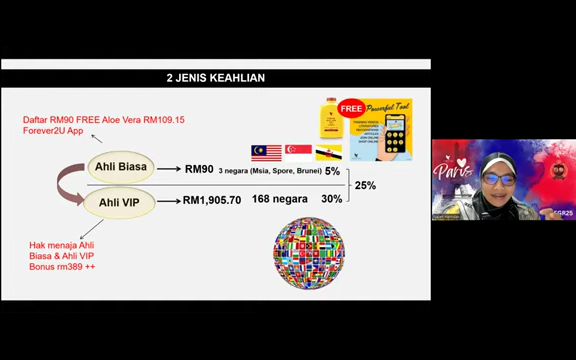 2 JENIS KEAHLIAN
Daftar RM90 FREE Aloe Vera RM109.15
Forever2U App
FREE
Powerful Tool
Ahli Biasa
RM90
3 negara (Msia, Spore, Brunei)
5%
25%
Ahli VIP
RM1,905.70
168 negara
30%
Hak menaja Ahli
Biasa & Ahli VIP
Bonus rm389 ++
Paris